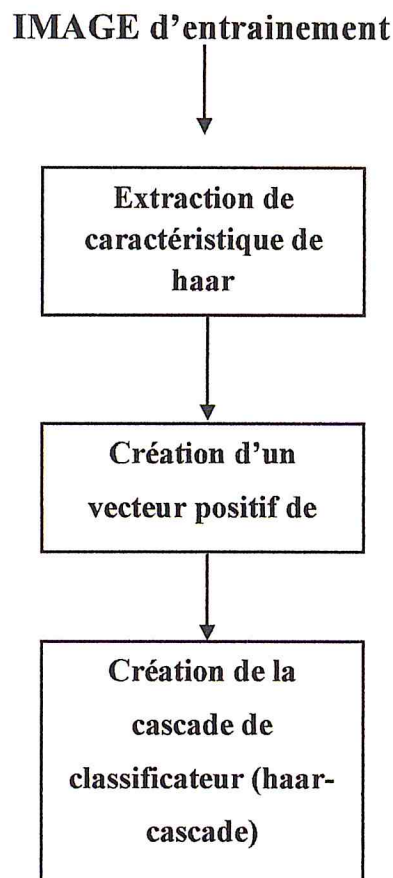 IMAGE d'entrainement
Extraction de
caractéristique de
haar
Création d'un
vecteur positif de
Création de la
cascade de
classificateur (haar-
cascade)